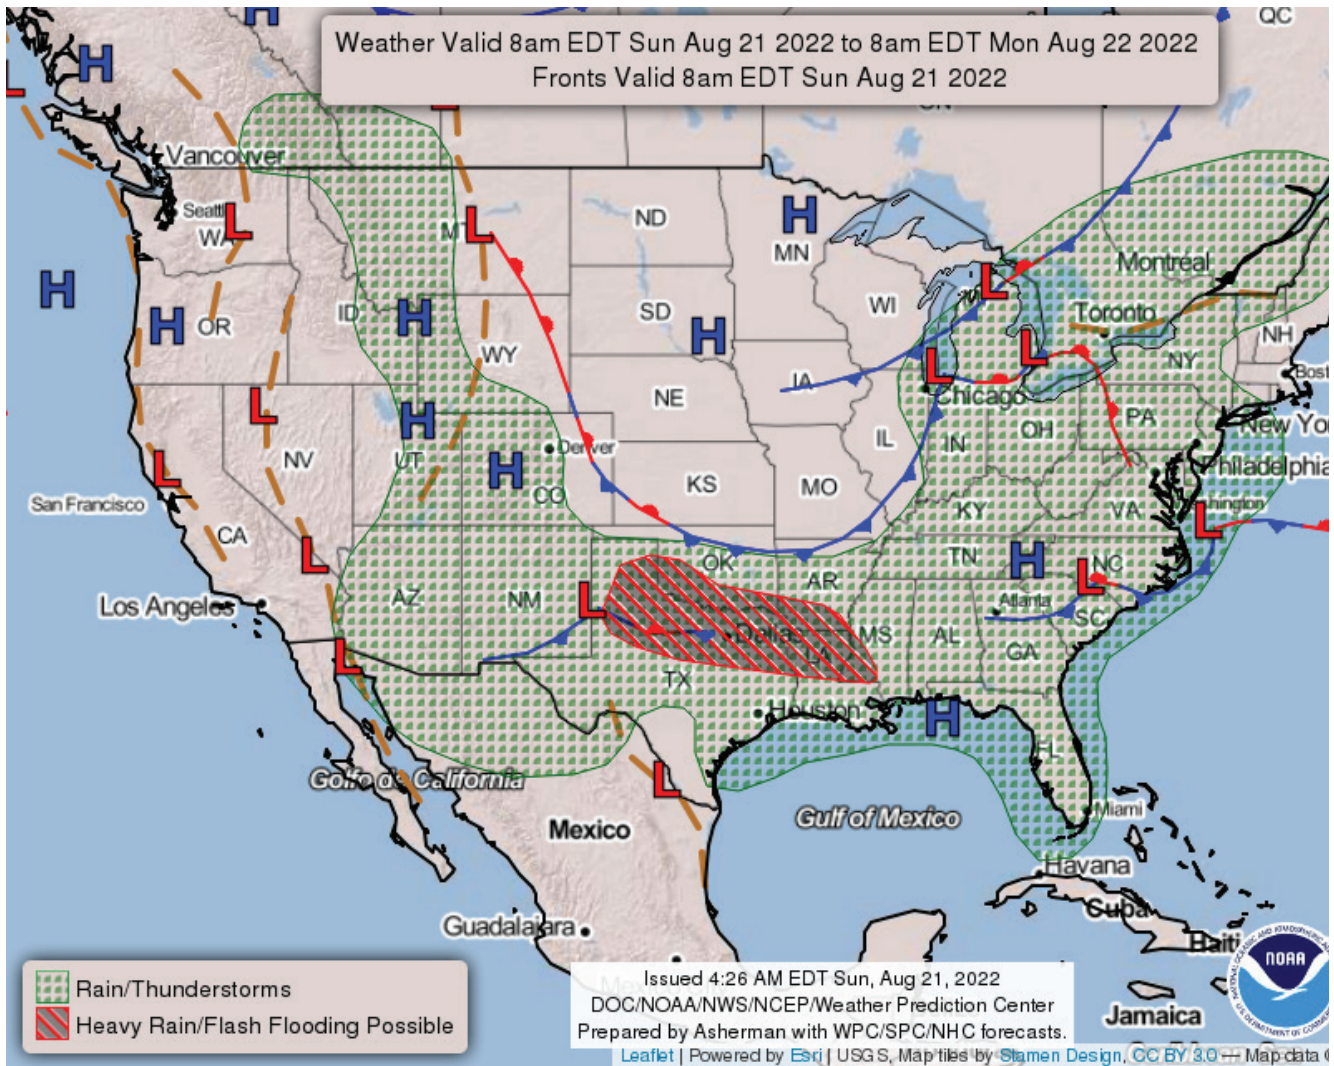 QC
Weather Valid 8am EDT Sun Aug 21 2022 to 8am EDT Mon Aug 22 2022
Fronts Valid 8am EDT Sun Aug 21 2022
H
H
L
L
Vancouver
Seattle
WA
L
MT
L
ND
H
MN
Montréal
H
H
OR
ID
H
SD
H
WI
L
Toronto
NH
WY
IA
L
L
NY
Boston
NE
Chicago
PA
New Yo
L
NV
UT
H
Denver
CO
H
KS
MO
IL
IN
OH
Philadelphia
San Francisco
L
CA
KY
VA
Washington
L
L
OK
TN
H
NC
L
Los Angeles
AZ
NM
L
AR
Atlanta
SC
Dallas
MS
AL
GA
LA
L
TX
Houston
H
FL
Golfo de California
L
Mexico
Gulf of Mexico
Miami
Havana
Cuba
Guadalajara
Haiti
Jamaica
Rain/Thunderstorms
Heavy Rain/Flash Flooding Possible
Issued 4:26 AM EDT Sun, Aug 21, 2022
DOC/NOAA/NWS/NCEP/Weather Prediction Center
Prepared by Asherman with WPC/SPC/NHC forecasts.
Leaflet | Powered by Esri | USGS, Map tiles by Stamen Design, CC BY 3.0 — Map data ©
NOAA